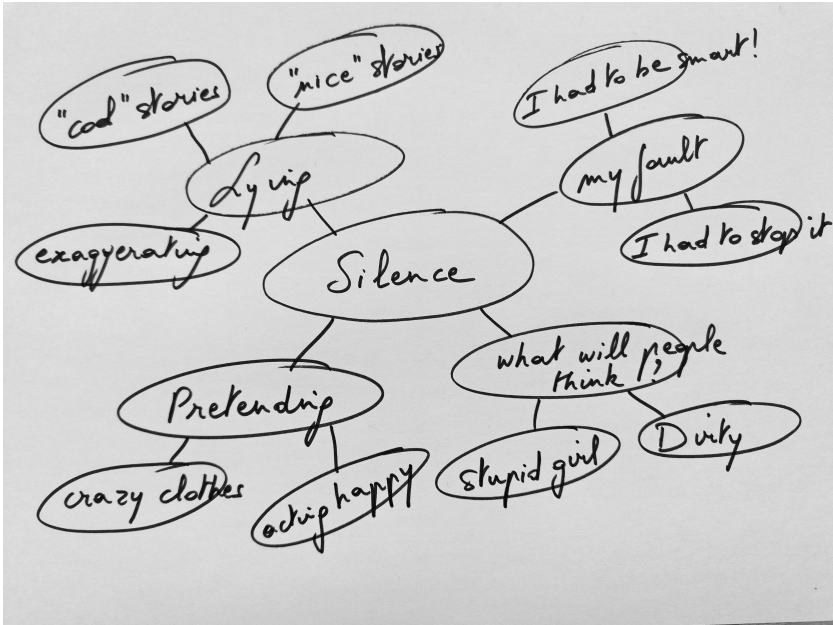 "cool" stories
"nice" stories
I had to be smart!
Lying
my fault
exaggerating
I had to stop it
Silence
what will people
think ?
Pretending
Dirty
stupid girl
crazy clothes
acting happy